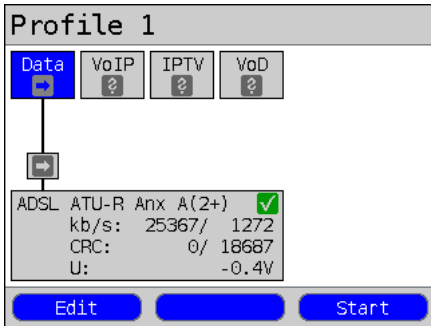 Profile 1
Data VoIP IPTV VoD
? ? ?
ADSL ATU-R Anx A(2+)
kb/s: 25367/ 1272
CRC: 0/ 18687
U: -0.4V
Edit Start